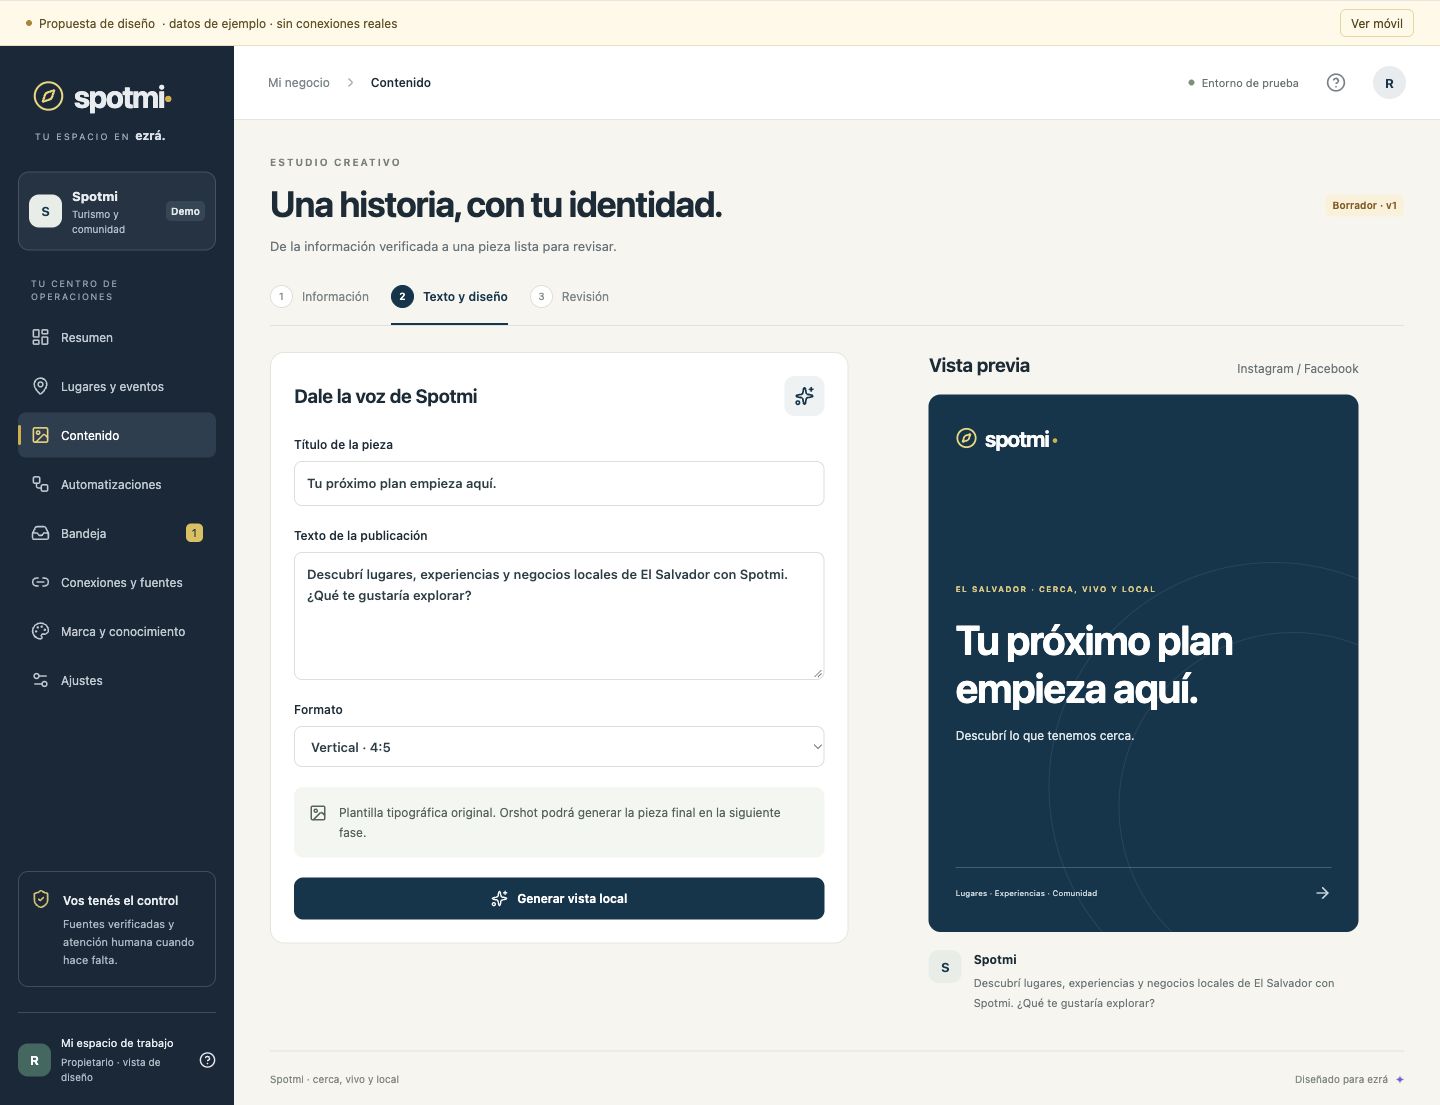 Propuesta de diseño · datos de ejemplo · sin conexiones reales
Ver móvil
spotmi
TU ESPACIO EN ezrá.
S
Spotmi
Turismo y
comunidad
Demo
TU CENTRO DE
OPERACIONES
Resumen
Lugares y eventos
Contenido
Automatizaciones
Bandeja
1
Conexiones y fuentes
Marca y conocimiento
Ajustes
Vos tenés el control
Fuentes verificadas y
atención humana cuando
hace falta.
R
Mi espacio de trabajo
Propietario · vista de
diseño
Mi negocio
Contenido
Entorno de prueba
R
ESTUDIO CREATIVO
Una historia, con tu identidad.
Borrador · v1
De la información verificada a una pieza lista para revisar.
1 Información
2 Texto y diseño
3 Revisión
Dale la voz de Spotmi
Título de la pieza
Tu próximo plan empieza aquí.
Texto de la publicación
Descubrí lugares, experiencias y negocios locales de El Salvador con Spotmi.
¿Qué te gustaría explorar?
Formato
Vertical · 4:5
Plantilla tipográfica original. Orshot podrá generar la pieza final en la siguiente
fase.
Generar vista local
Vista previa
Instagram / Facebook
spotmi
EL SALVADOR · CERCA, VIVO Y LOCAL
Tu próximo plan
empieza aquí.
Descubrí lo que tenemos cerca.
Lugares · Experiencias · Comunidad
S
Spotmi
Descubrí lugares, experiencias y negocios locales de El Salvador con
Spotmi. ¿Qué te gustaría explorar?
Spotmi · cerca, vivo y local
Diseñado para ezrá